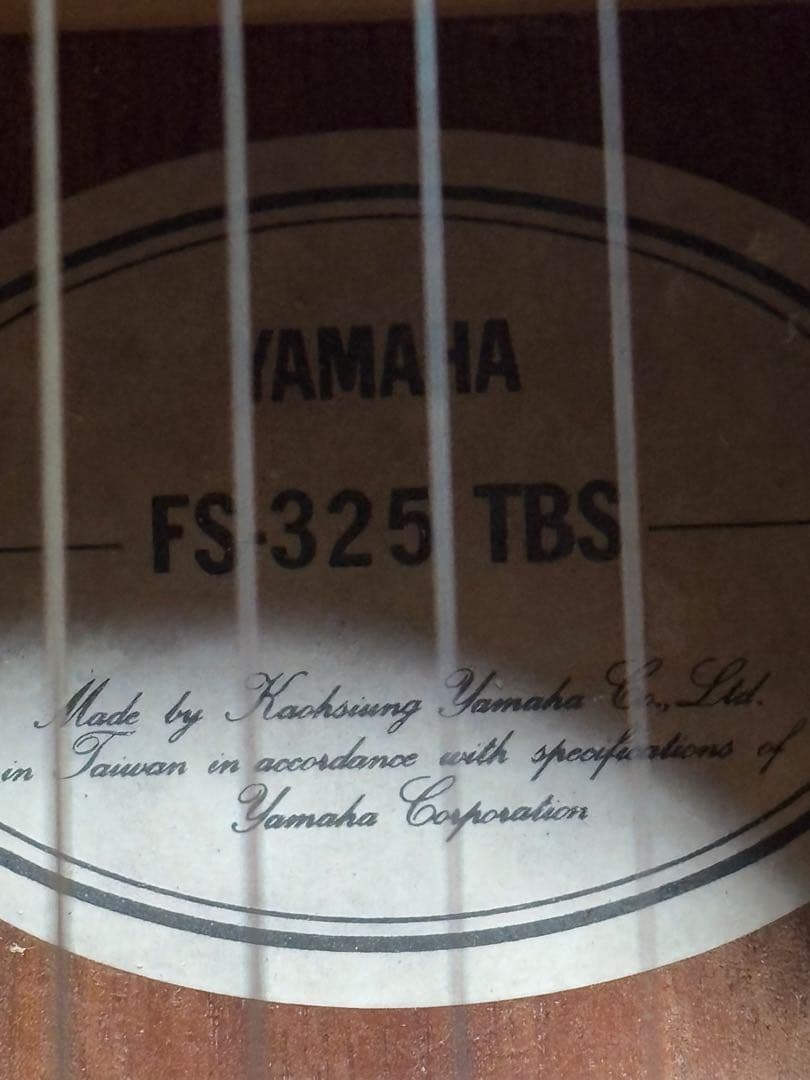 YAMAHA
FS-325 TBS
Made by Kaohsiung Yamaha Co., Ltd.
in Taiwan in accordance with specifications of
Yamaha Corporation